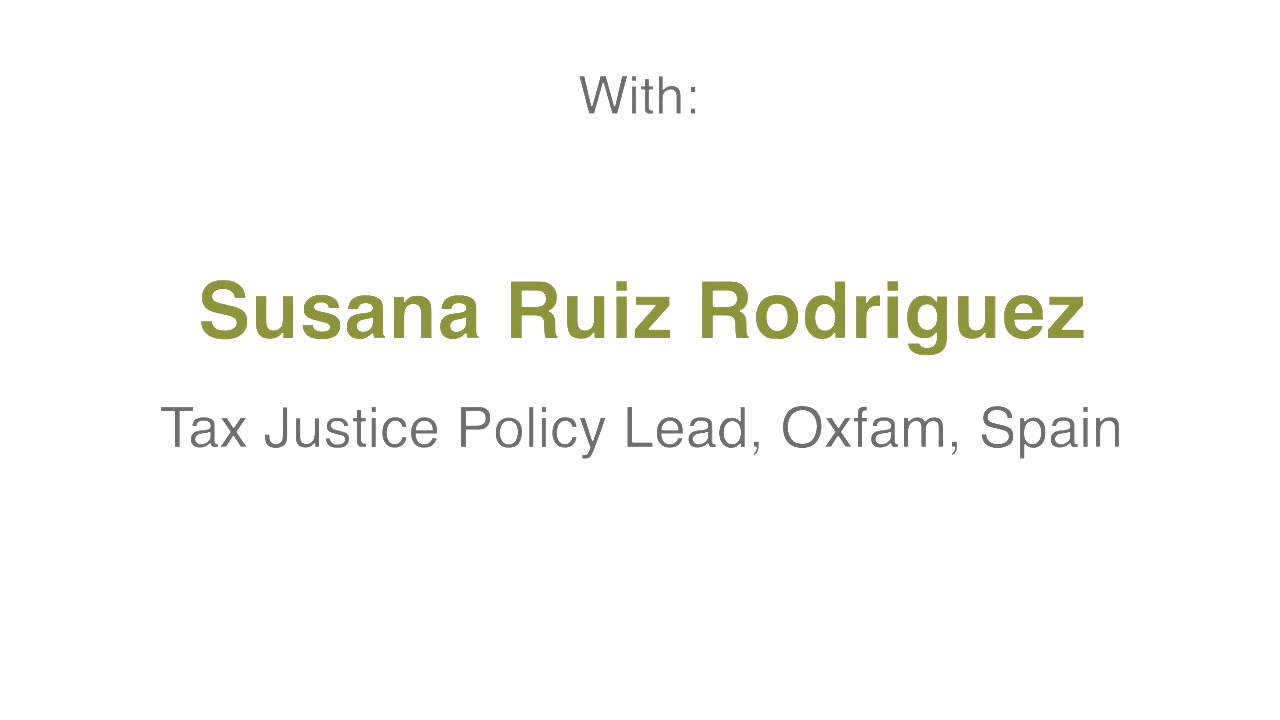 With:
Susana Ruiz Rodriguez
Tax Justice Policy Lead, Oxfam, Spain